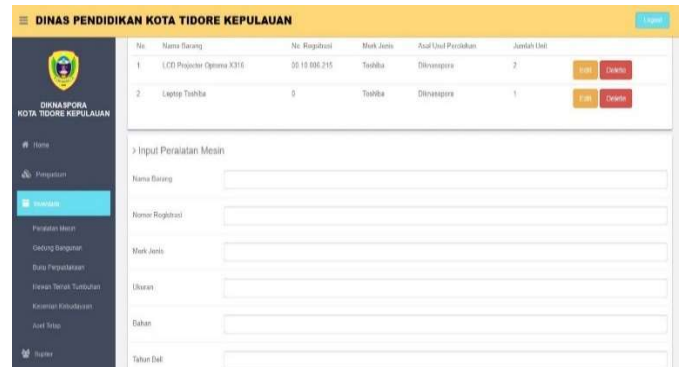 DINAS PENDIDIKAN KOTA TIDORE KEPULAUAN
Logout
DIKNASPORA
KOTA TIDORE KEPULAUAN
Home
Inventaris
Peralatan Mesin
Gedung Bangunan
Buku Perpustakaan
Hewan Ternak Tumbuhan
Kesenian Kebudayaan
Aset Tetap
No. Nama Barang No. Registrasi Merk Jenis Asal Usul Perolehan Jumlah Unit
1 LCD Projector Optoma X316 Toshiba Diknaspora 2 Edit Delete
2 Laptop Toshiba 0 Toshiba Diknaspora 1 Edit Delete
> Input Peralatan Mesin
Nama Barang
Nomor Registrasi
Merk Jenis
Ukuran
Bahan
Tahun Beli